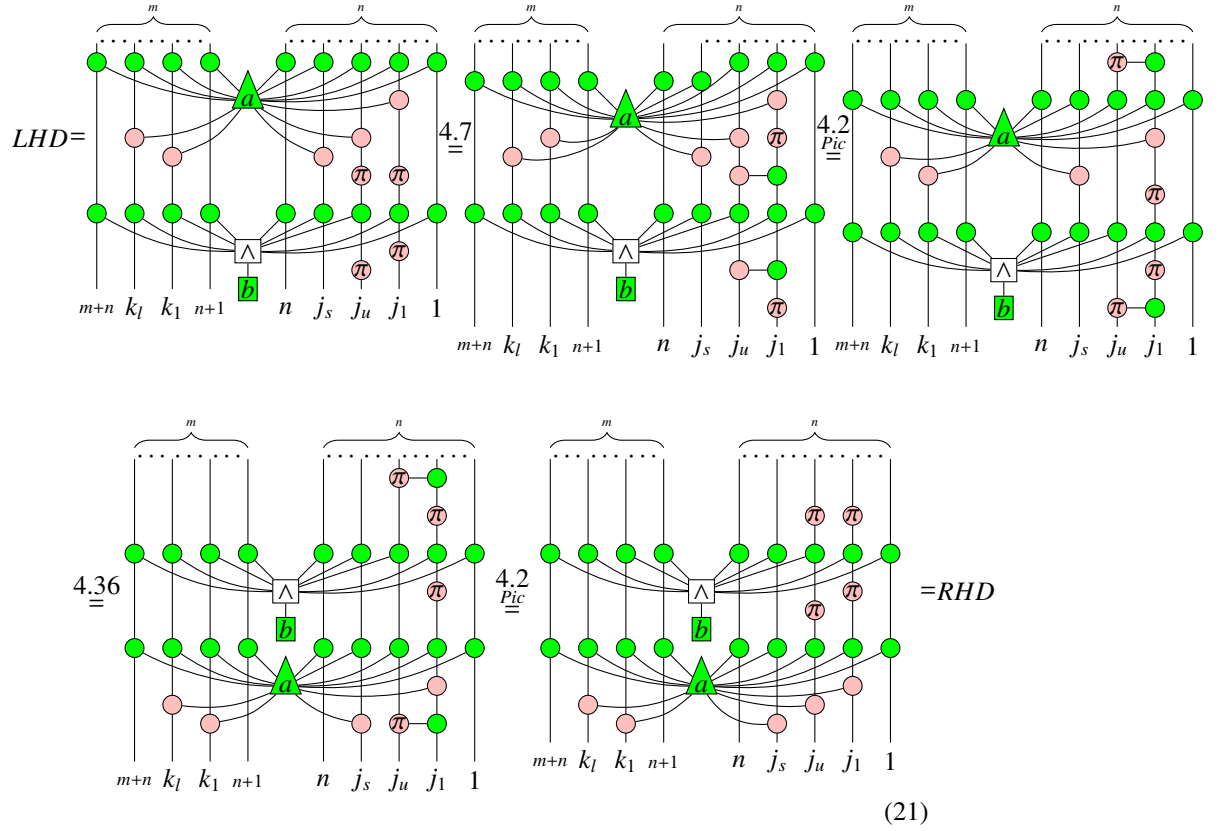 m n m n m n
π
a a a
LHD= 4.7 = π 4.2 Pic =
π π π
∧ ∧ ∧
π π
b π b b
m+n k_l k_1 n+1 n j_s j_u j_1 1 m+n k_l k_1 n+1 n j_s j_u j_1 1 m+n k_l k_1 n+1 n j_s j_u j_1 1
π π
m n m n
π
π π π
4.36 = ∧ π 4.2 Pic = ∧ π =RHD
b b π
a a
π
m+n k_l k_1 n+1 n j_s j_u j_1 1 m+n k_l k_1 n+1 n j_s j_u j_1 1
(21)